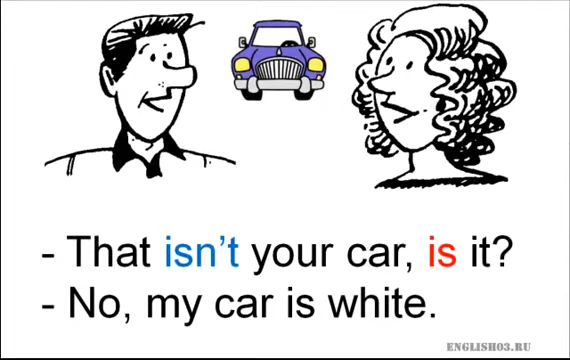 - That isn't your car, is it?
- No, my car is white.
ENGLISH03.RU